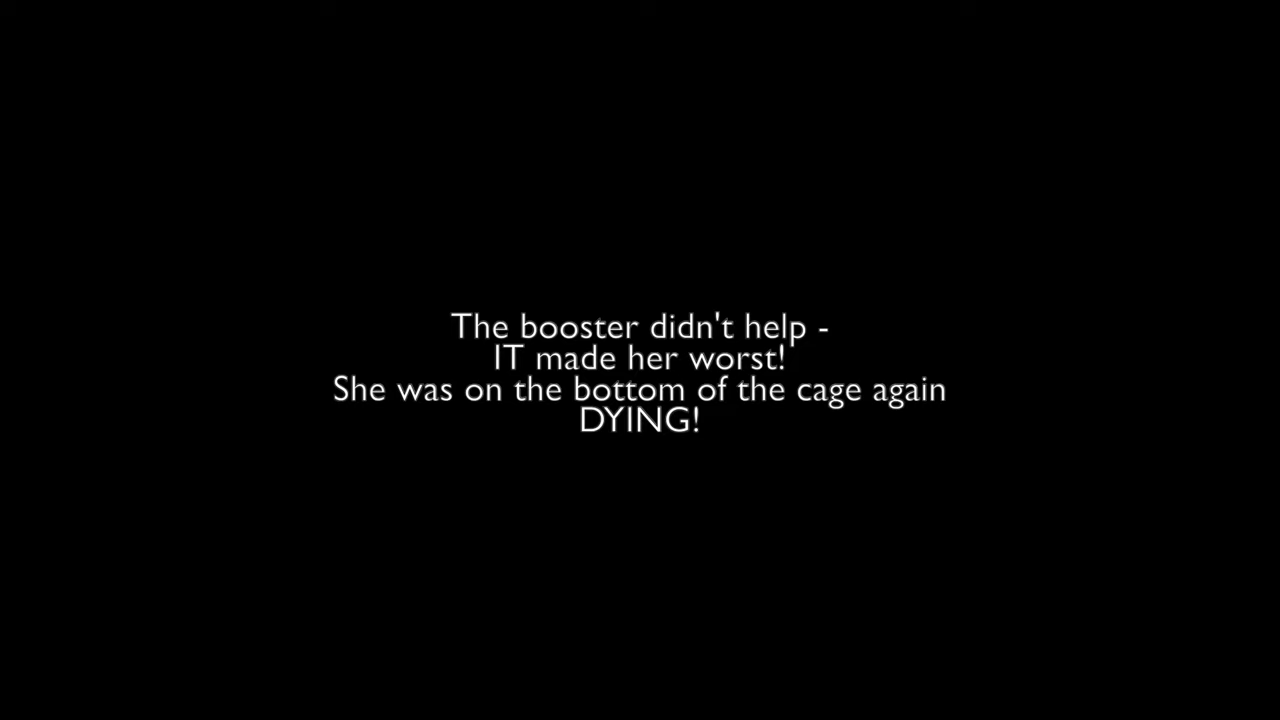 The booster didn't help -
IT made her worst!
She was on the bottom of the cage again
DYING!